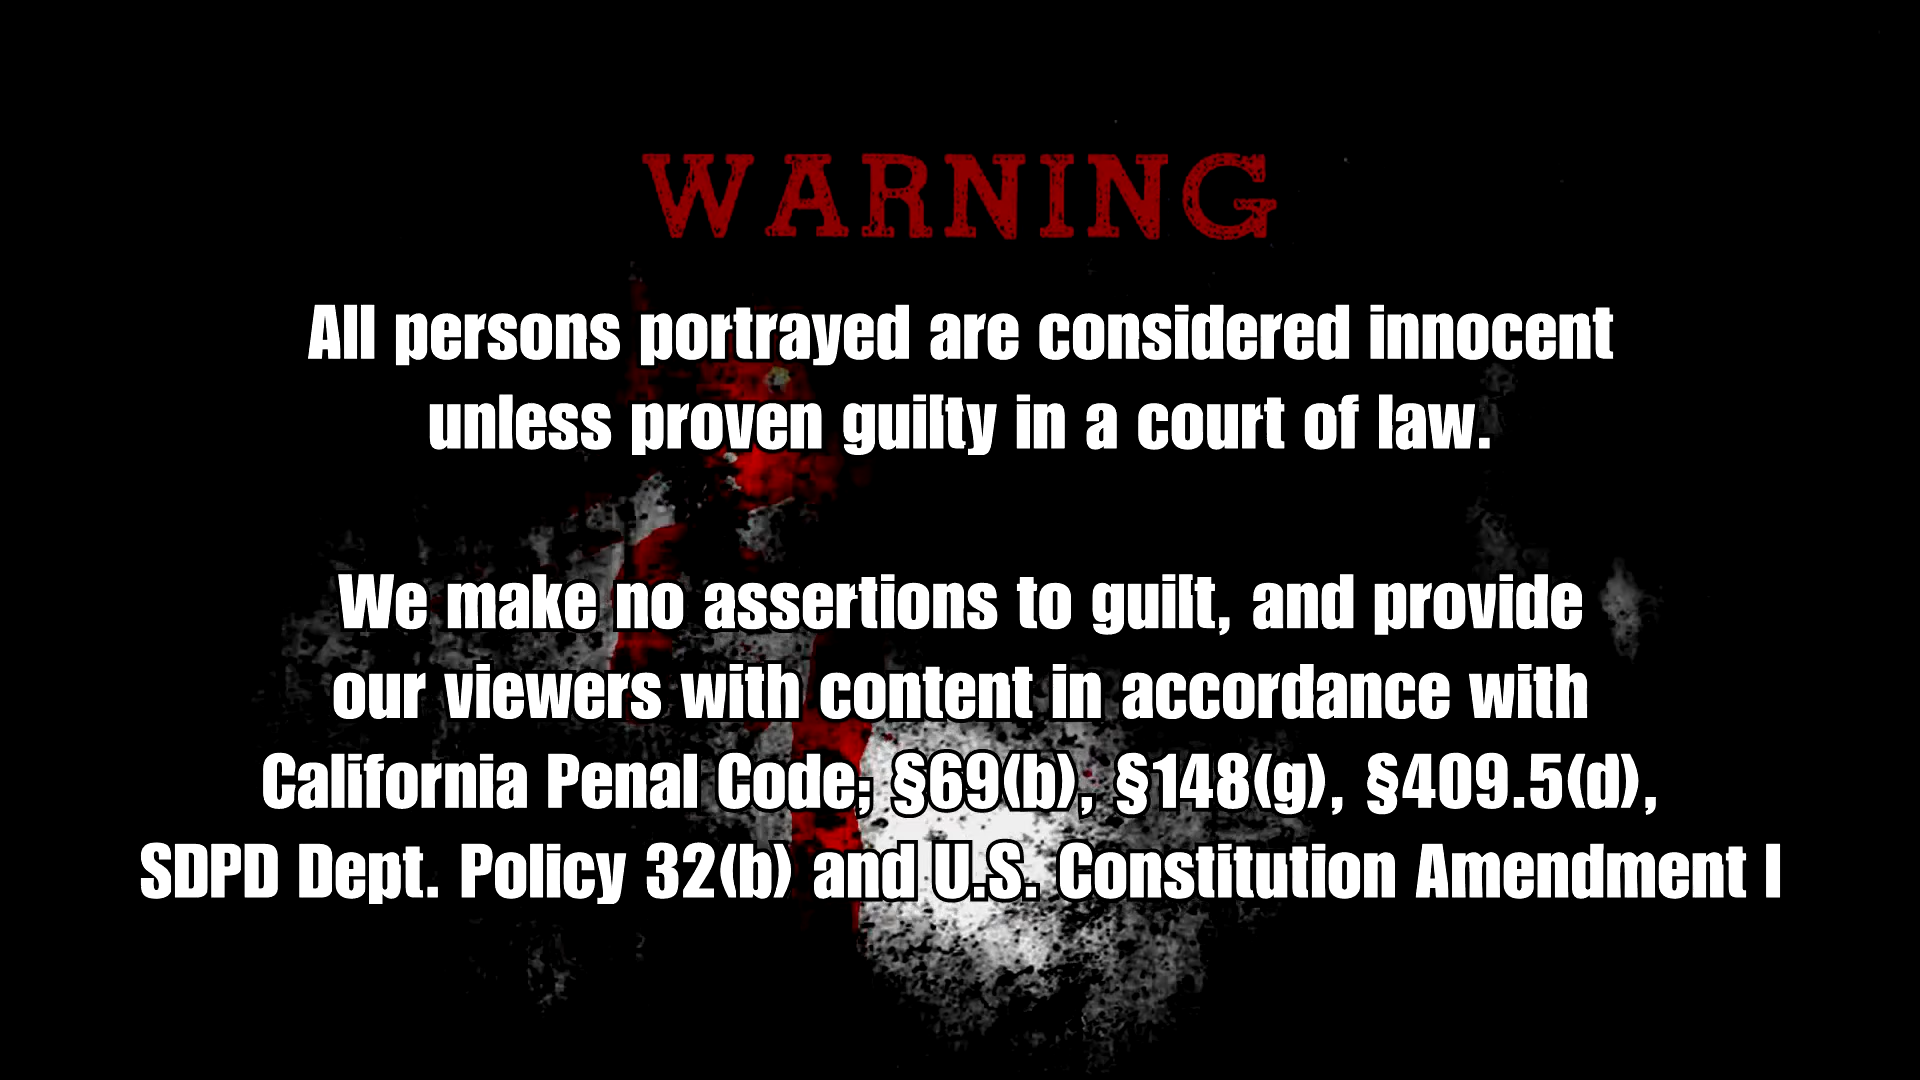 WARNING
All persons portrayed are considered innocent
unless proven guilty in a court of law.
We make no assertions to guilt, and provide
our viewers with content in accordance with
California Penal Code; §69(b), §148(g), §409.5(d),
SDPD Dept. Policy 32(b) and U.S. Constitution Amendment I